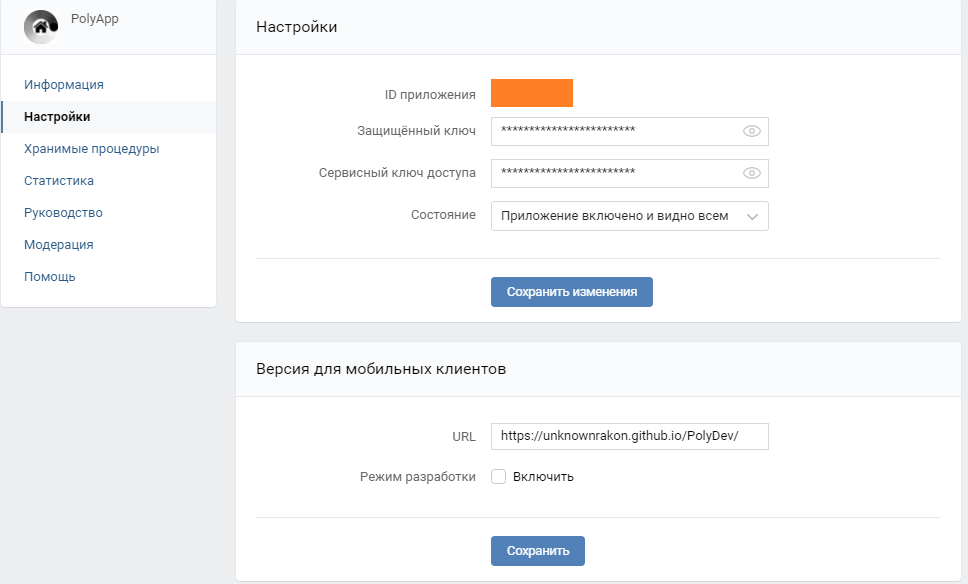 PolyApp
Информация
Настройки
Хранимые процедуры
Статистика
Руководство
Модерация
Помощь
Настройки
ID приложения
Защищённый ключ ************************
Сервисный ключ доступа ************************
Состояние Приложение включено и видно всем
Сохранить изменения
Версия для мобильных клиентов
URL https://unknownrakon.github.io/PolyDev/
Режим разработки Включить
Сохранить